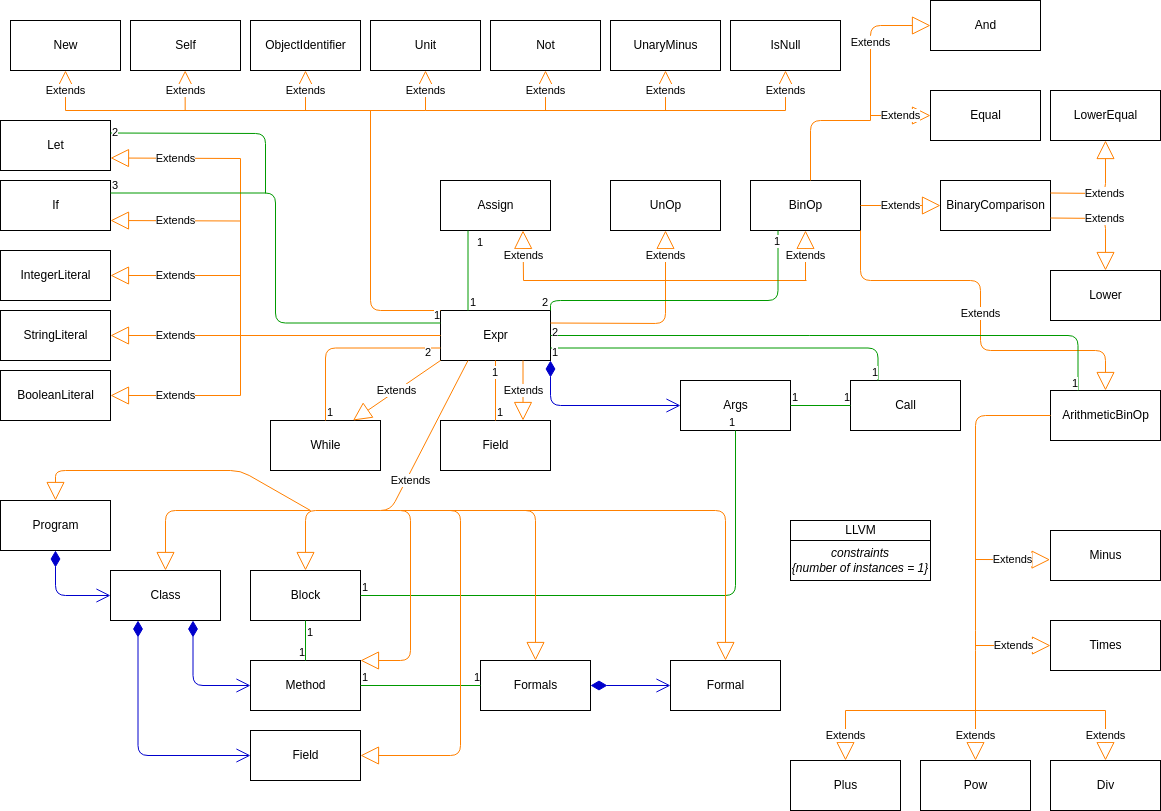 New
Self
ObjectIdentifier
Unit
Not
UnaryMinus
IsNull
And
Extends
Extends
Extends
Extends
Extends
Extends
Extends
Extends
Equal
Extends
LowerEqual
Let
2
Extends
If
3
Extends
Assign
UnOp
BinOp
Extends
BinaryComparison
Extends
Extends
1
1
Extends
Extends
Extends
IntegerLiteral
Extends
Lower
1
2
1
Extends
StringLiteral
Extends
2
Expr
2
1
BooleanLiteral
Extends
Extends
1
Extends
1
1
While
1
Field
1
Args
1
1
1
Call
ArithmeticBinOp
Extends
Program
LLVM
constraints
{number of instances = 1}
Extends
Minus
Class
Block
1
1
1
Method
1
1
Formals
Formal
Extends
Times
Field
Extends
Extends
Extends
Plus
Pow
Div